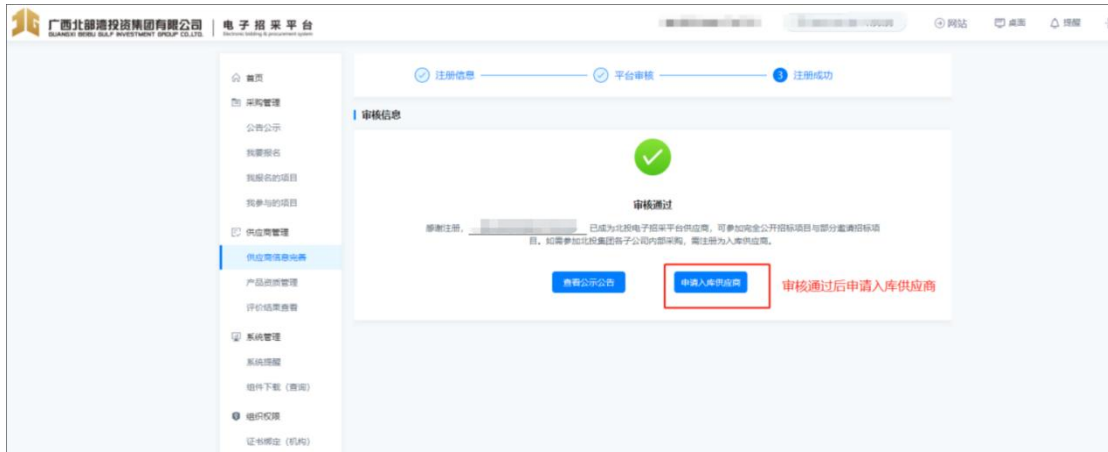 广西北部湾投资集团有限公司
GUANGXI BEIBU GULF INVESTMENT GROUP CO.,LTD.
电子招采平台
Electronic bidding & procurement system
网站
桌面
提醒
首页
采购管理
公告公示
我要报名
我报名的项目
我参与的项目
供应商管理
供应商信息完善
产品资质管理
评价结果查看
系统管理
系统提醒
组件下载（查询）
组织权限
证书绑定（机构）
注册信息
平台审核
3 注册成功
审核信息
审核通过
感谢注册，已成为北投电子招采平台供应商，可参加完全公开招标项目与部分邀请招标项
目。如需参加北投集团各子公司内部采购，需注册为入库供应商。
查看公示公告
申请入库供应商
审核通过后申请入库供应商